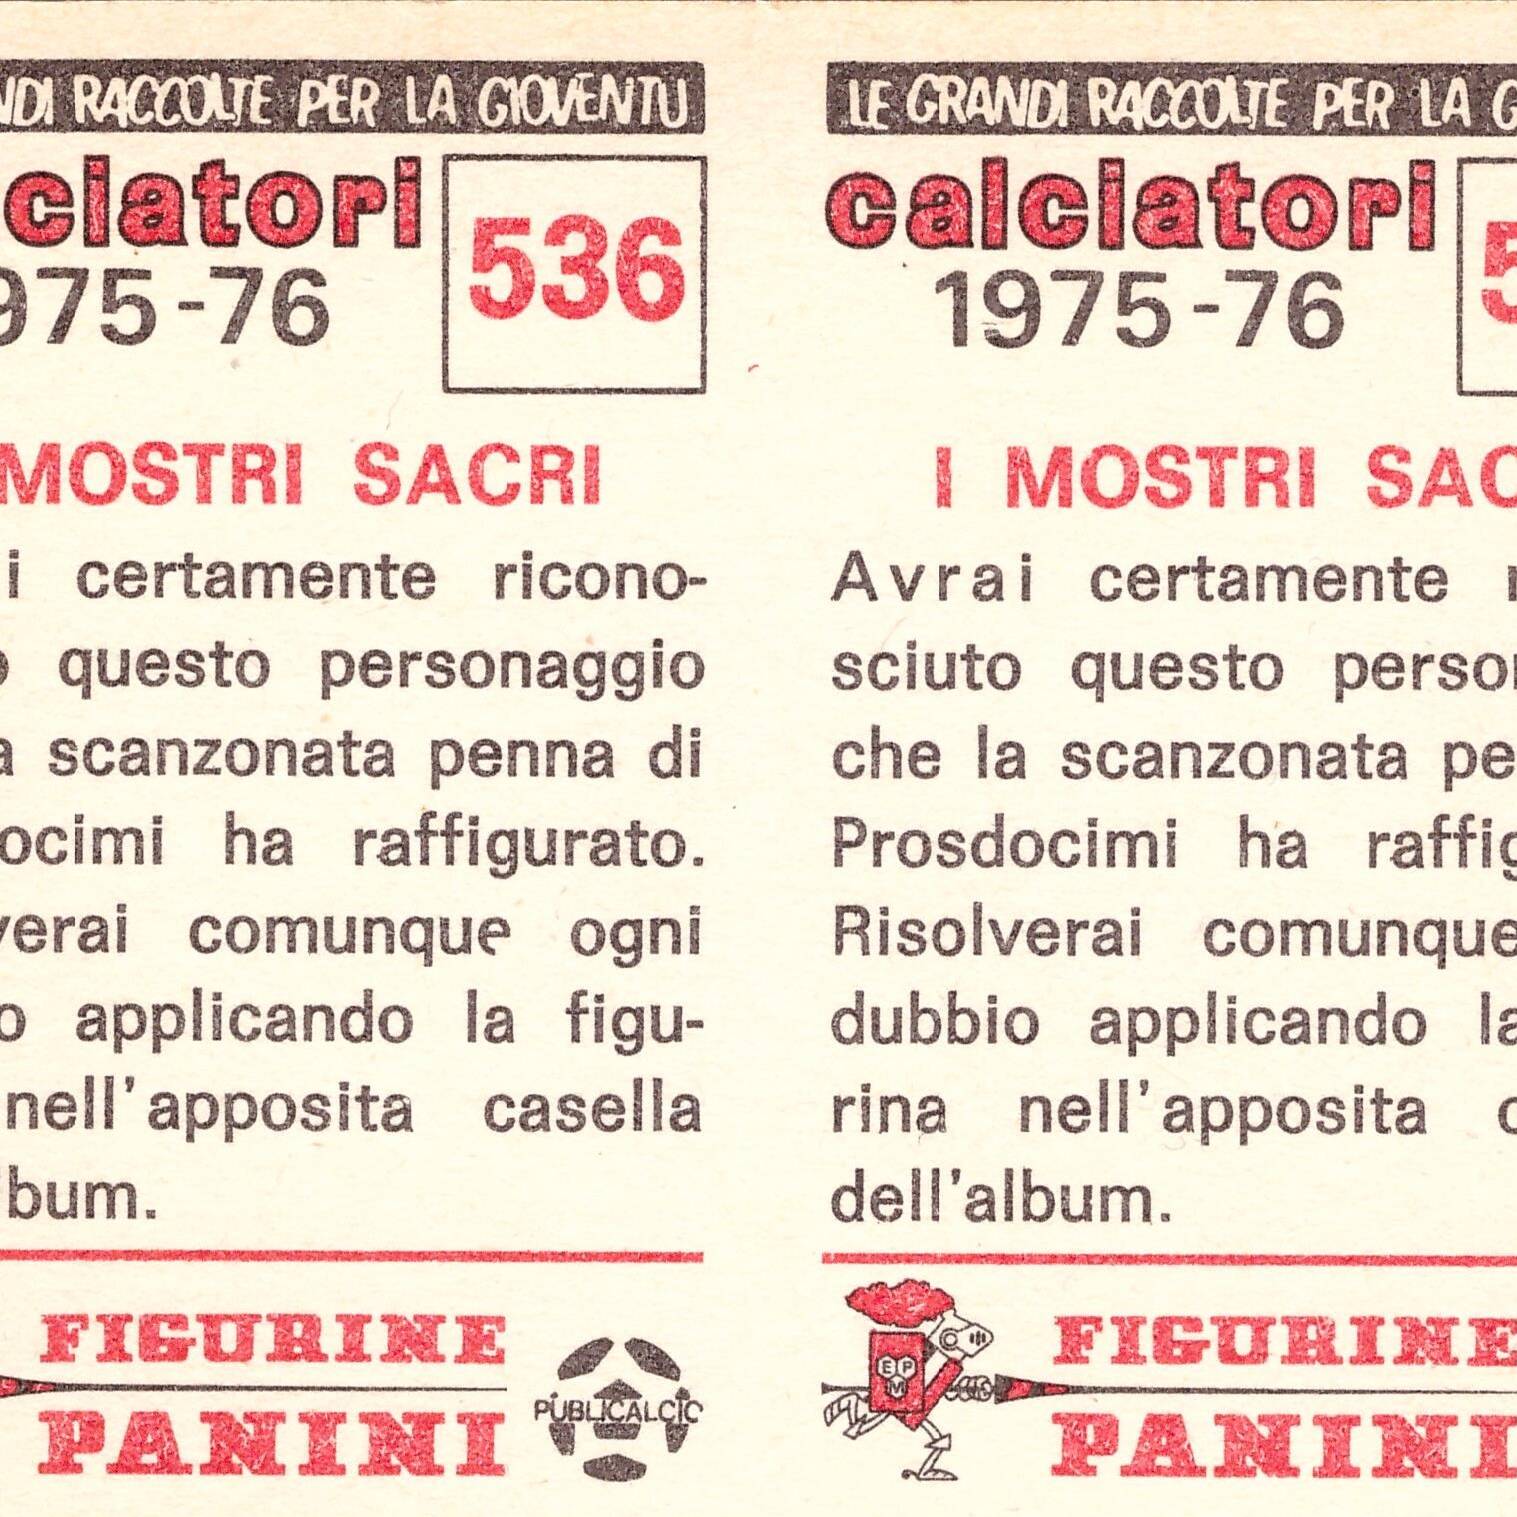 NDI RACCOLTE PER LA GIOVENTU
ciatori
975-76
536
MOSTRI SACRI
i certamente ricono-
o questo personaggio
a scanzonata penna di
ocimi ha raffigurato.
verai comunque ogni
o applicando la figu-
nell'apposita casella
bum.
FIGURINE
PANINI
PUBLICALCIO
LE GRANDI RACCOLTE PER LA G
calciatori
1975-76
5
I MOSTRI SAC
Avrai certamente
sciuto questo person
che la scanzonata pe
Prosdocimi ha raffig
Risolverai comunque
dubbio applicando la
rina nell'apposita c
dell'album.
EPM
FIGURINE
PANINI